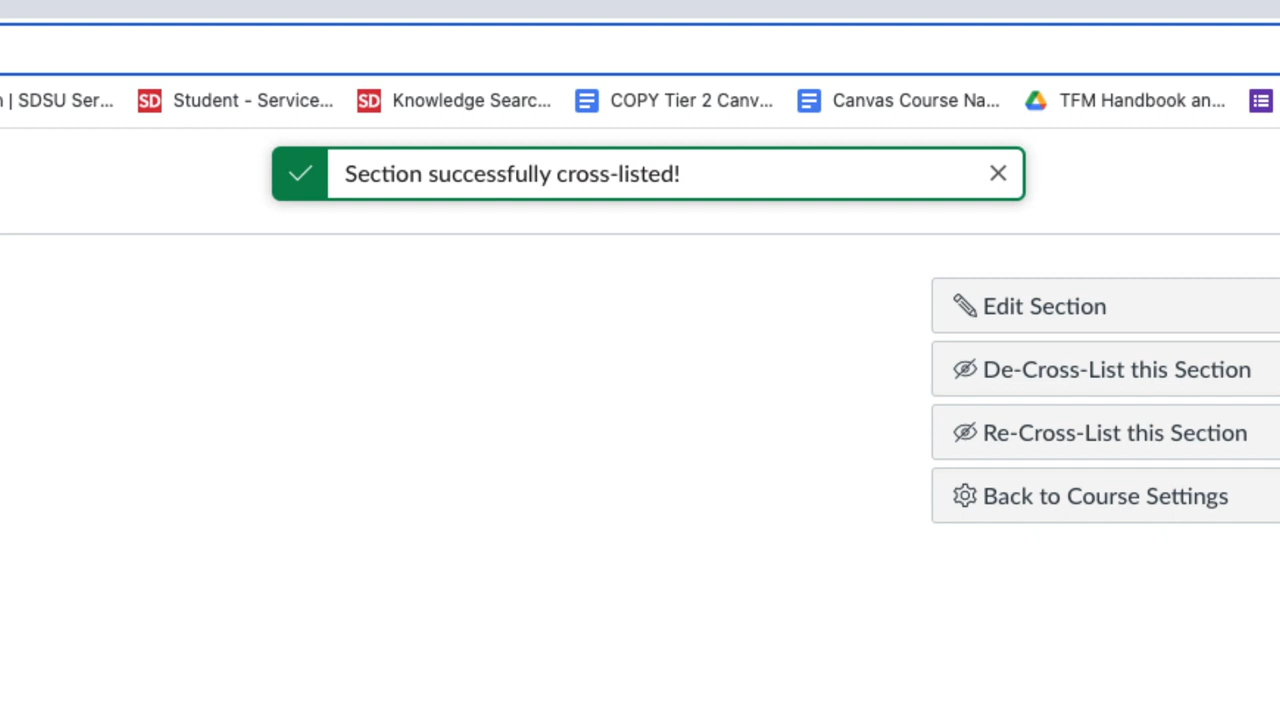 | SDSU Ser... SD Student - Service... SD Knowledge Searc... COPY Tier 2 Canv... Canvas Course Na... TFM Handbook an...
Section successfully cross-listed!
Edit Section
De-Cross-List this Section
Re-Cross-List this Section
Back to Course Settings